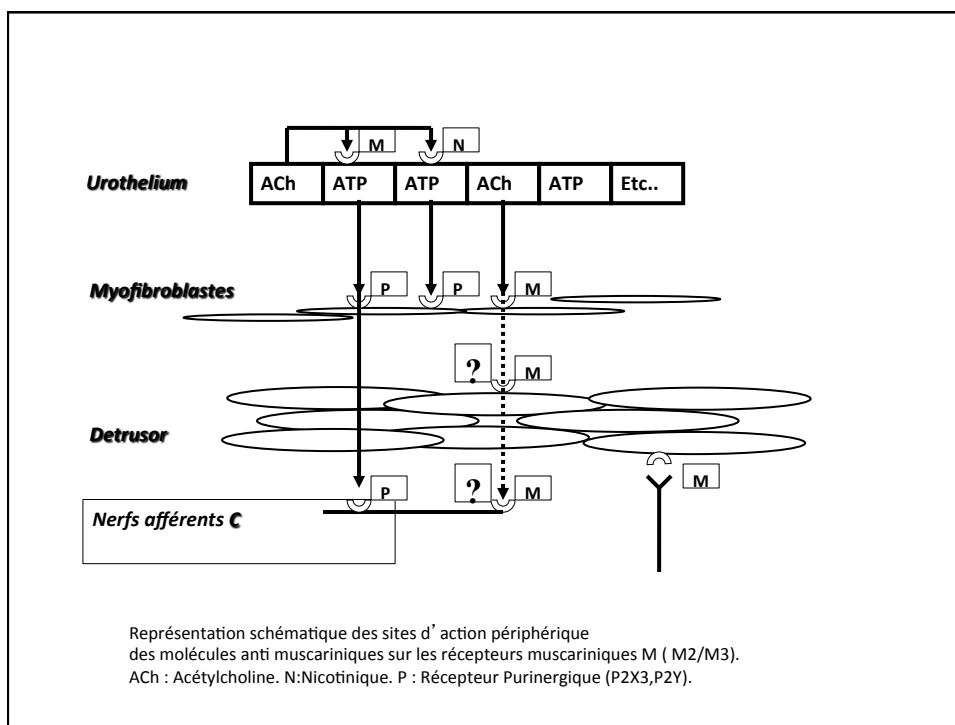 M N
Urothelium ACh ATP ATP ACh ATP Etc..
Myofibroblastes P P M
? M
Detrusor
P ? M M
Nerfs afférents C
Représentation schématique des sites d’ action périphérique
des molécules anti muscariniques sur les récepteurs muscariniques M ( M2/M3).
ACh : Acétylcholine. N:Nicotinique. P : Récepteur Purinergique (P2X3,P2Y).